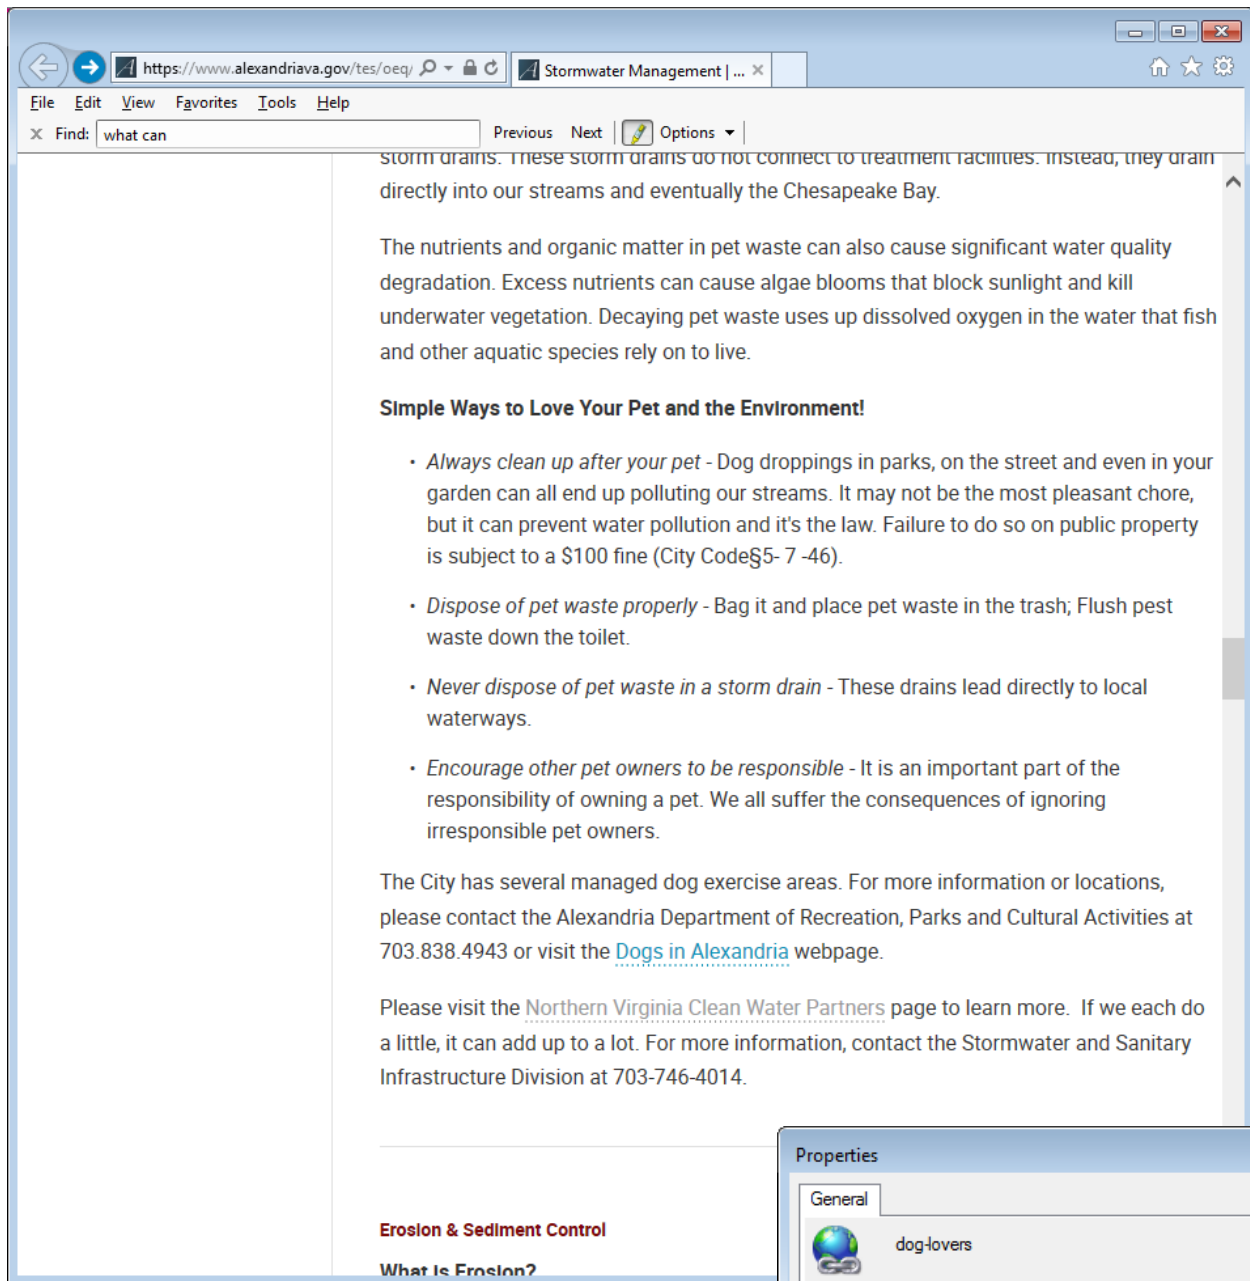 https://www.alexandriava.gov/tes/oeq/
Stormwater Management | ...
File Edit View Favorites Tools Help
Find: what can Previous Next Options
storm drains. These storm drains do not connect to treatment facilities. Instead, they drain
directly into our streams and eventually the Chesapeake Bay.
The nutrients and organic matter in pet waste can also cause significant water quality
degradation. Excess nutrients can cause algae blooms that block sunlight and kill
underwater vegetation. Decaying pet waste uses up dissolved oxygen in the water that fish
and other aquatic species rely on to live.
Simple Ways to Love Your Pet and the Environment!
• Always clean up after your pet - Dog droppings in parks, on the street and even in your
garden can all end up polluting our streams. It may not be the most pleasant chore,
but it can prevent water pollution and it's the law. Failure to do so on public property
is subject to a $100 fine (City Code§5- 7 -46).
• Dispose of pet waste properly - Bag it and place pet waste in the trash; Flush pest
waste down the toilet.
• Never dispose of pet waste in a storm drain - These drains lead directly to local
waterways.
• Encourage other pet owners to be responsible - It is an important part of the
responsibility of owning a pet. We all suffer the consequences of ignoring
irresponsible pet owners.
The City has several managed dog exercise areas. For more information or locations,
please contact the Alexandria Department of Recreation, Parks and Cultural Activities at
703.838.4943 or visit the Dogs in Alexandria webpage.
Please visit the Northern Virginia Clean Water Partners page to learn more.  If we each do
a little, it can add up to a lot. For more information, contact the Stormwater and Sanitary
Infrastructure Division at 703-746-4014.
Properties
General
dog-lovers
Erosion & Sediment Control
What is Erosion?